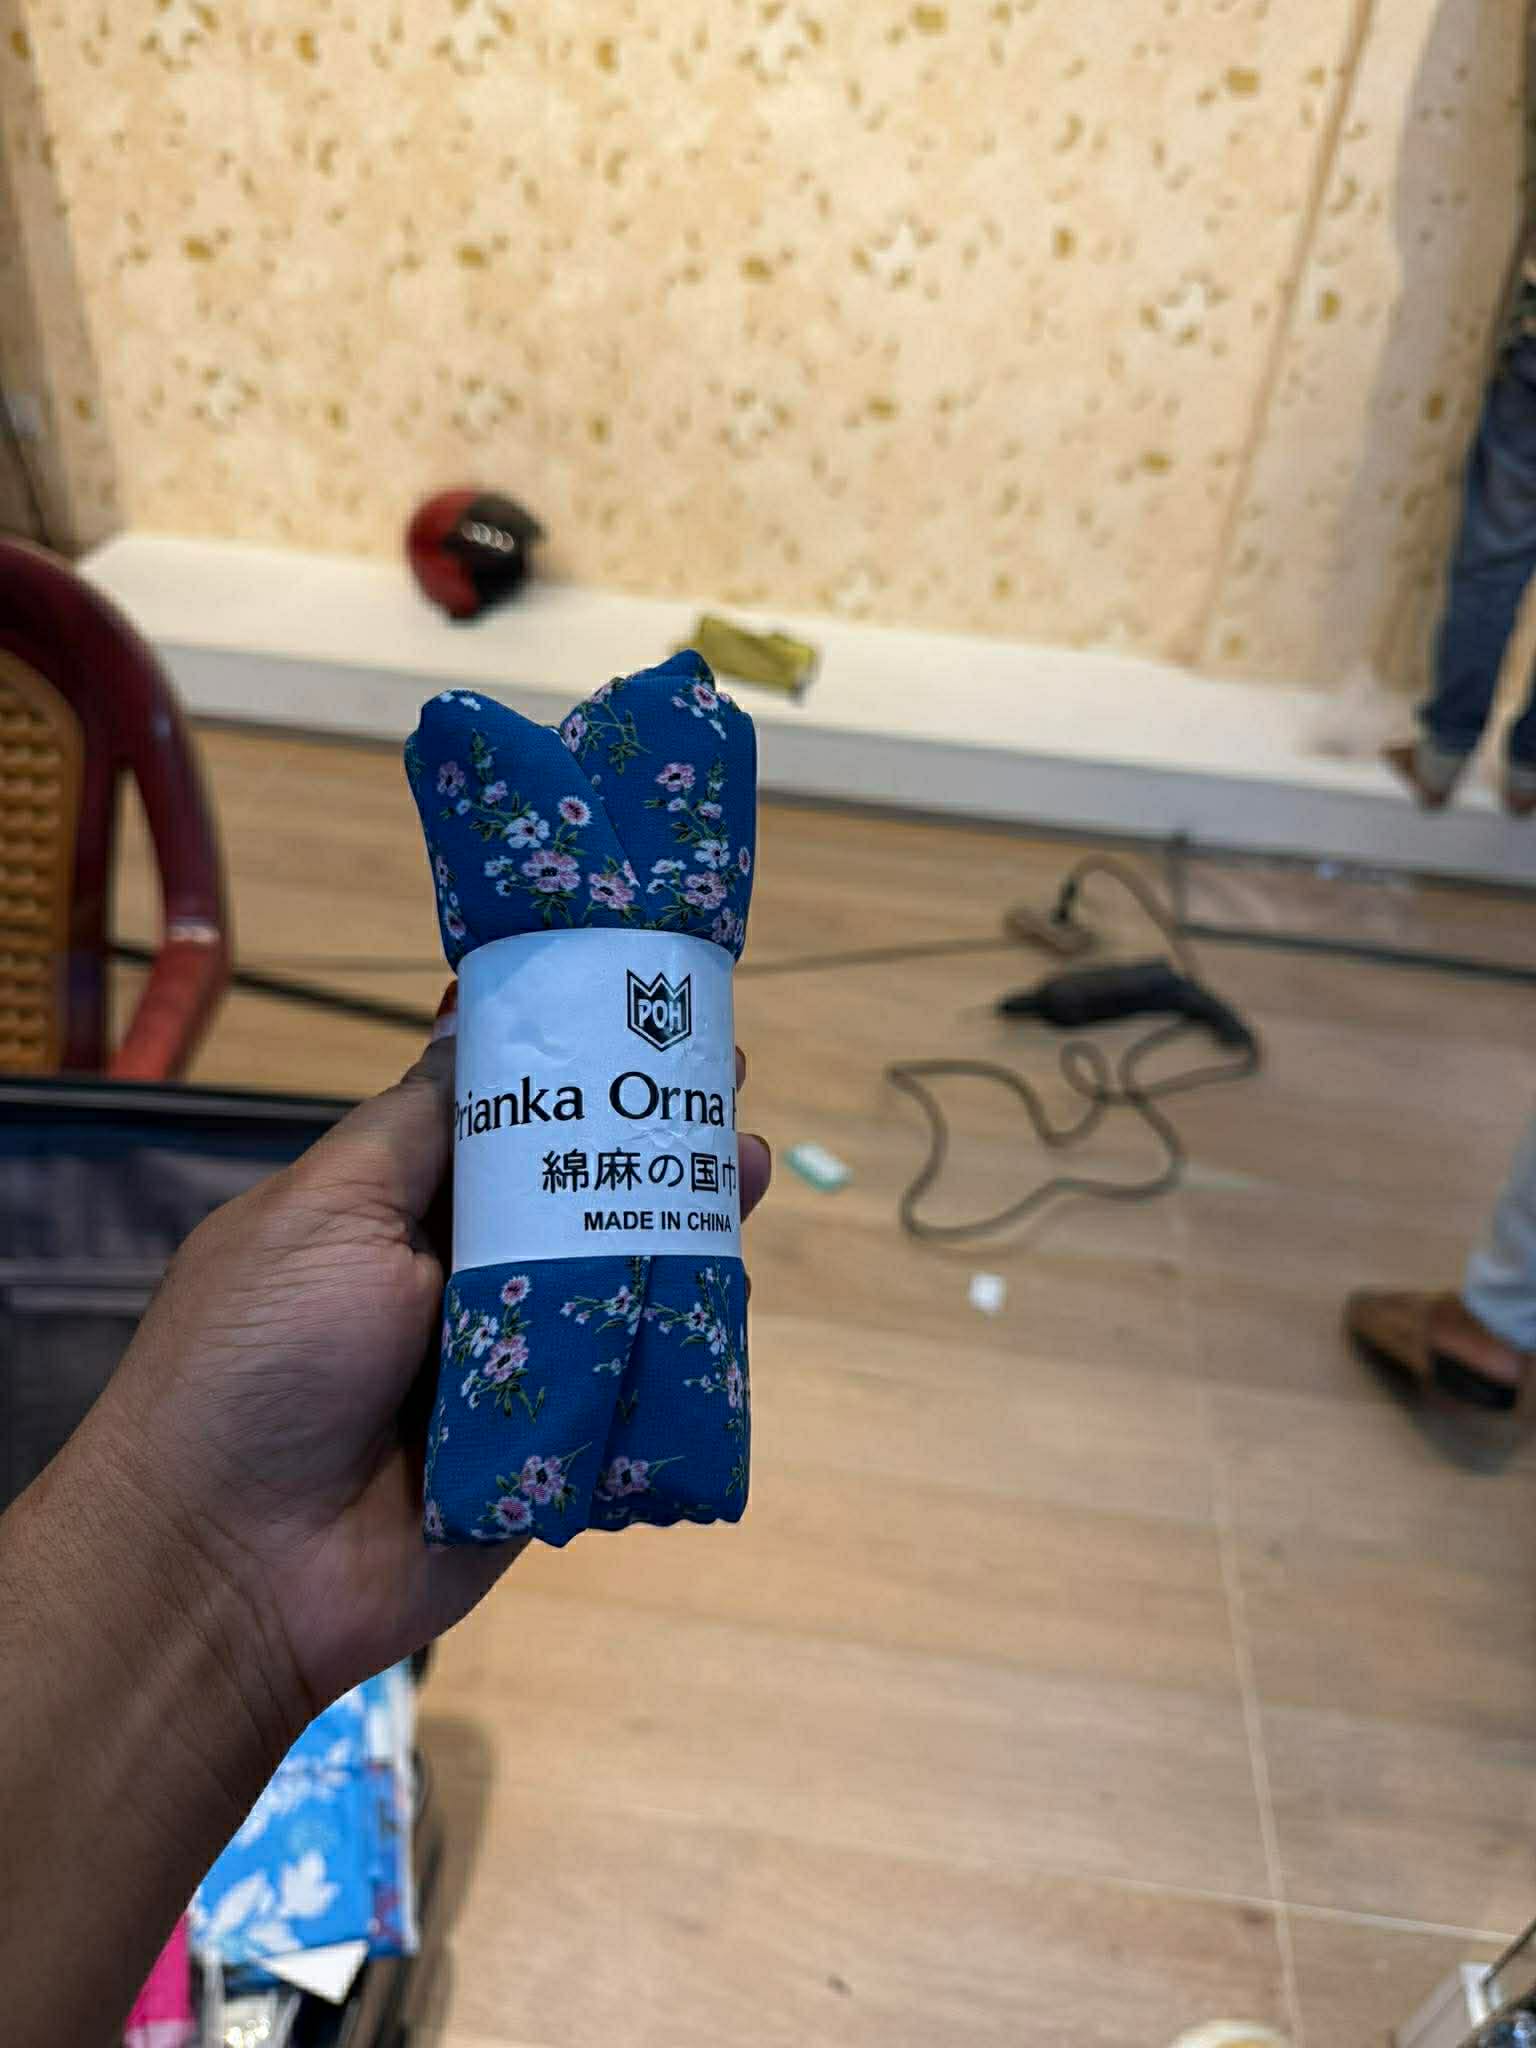 POH
Prianka Orna
綿麻の国巾
MADE IN CHINA